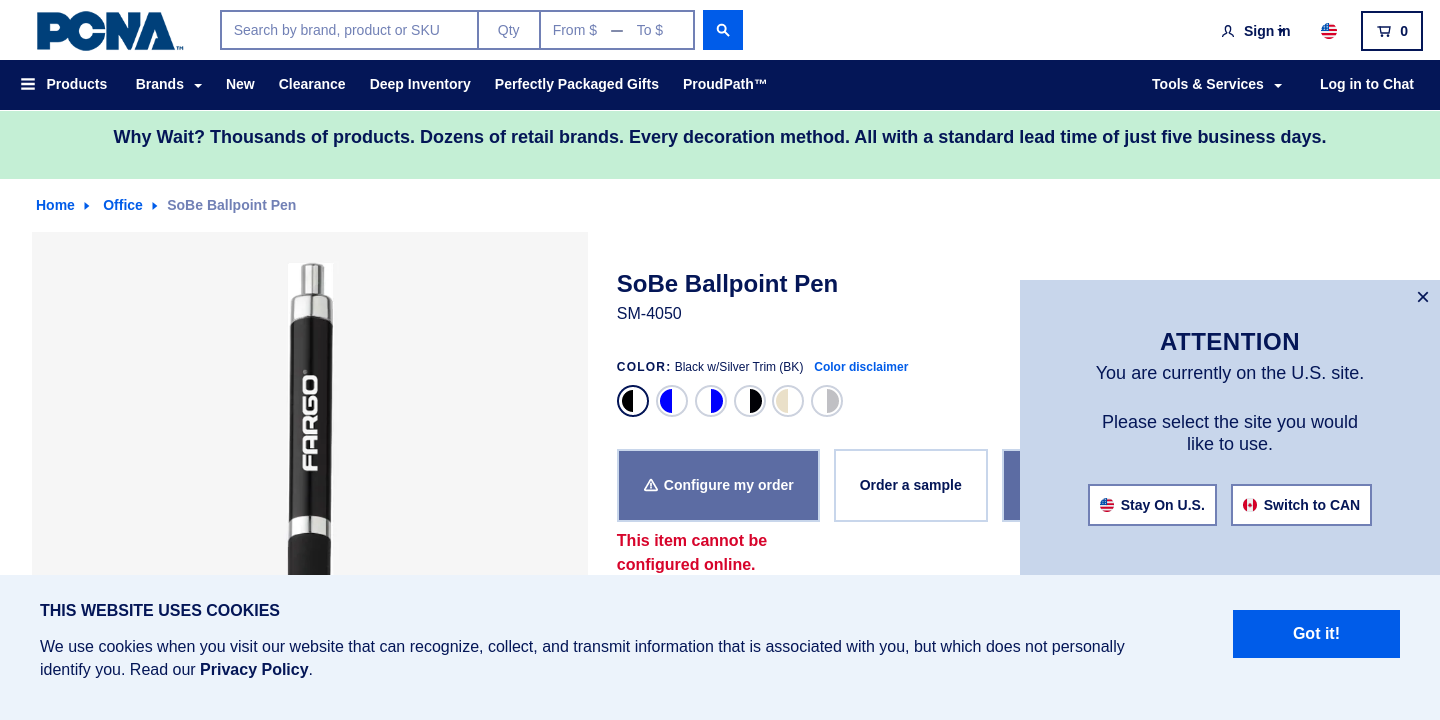 PCNA™
Search by brand, product or SKU
Qty
From $ — To $
Sign in
0
Products
Brands
New
Clearance
Deep Inventory
Perfectly Packaged Gifts
ProudPath™
Tools & Services
Log in to Chat
Why Wait? Thousands of products. Dozens of retail brands. Every decoration method. All with a standard lead time of just five business days.
Home
Office
SoBe Ballpoint Pen
FARGO
SoBe Ballpoint Pen
SM-4050
COLOR: Black w/Silver Trim (BK) Color disclaimer
Configure my order
Order a sample
This item cannot be
configured online.
×
ATTENTION
You are currently on the U.S. site.
Please select the site you would
like to use.
Stay On U.S.
Switch to CAN
THIS WEBSITE USES COOKIES
We use cookies when you visit our website that can recognize, collect, and transmit information that is associated with you, but which does not personally
identify you. Read our Privacy Policy.
Got it!